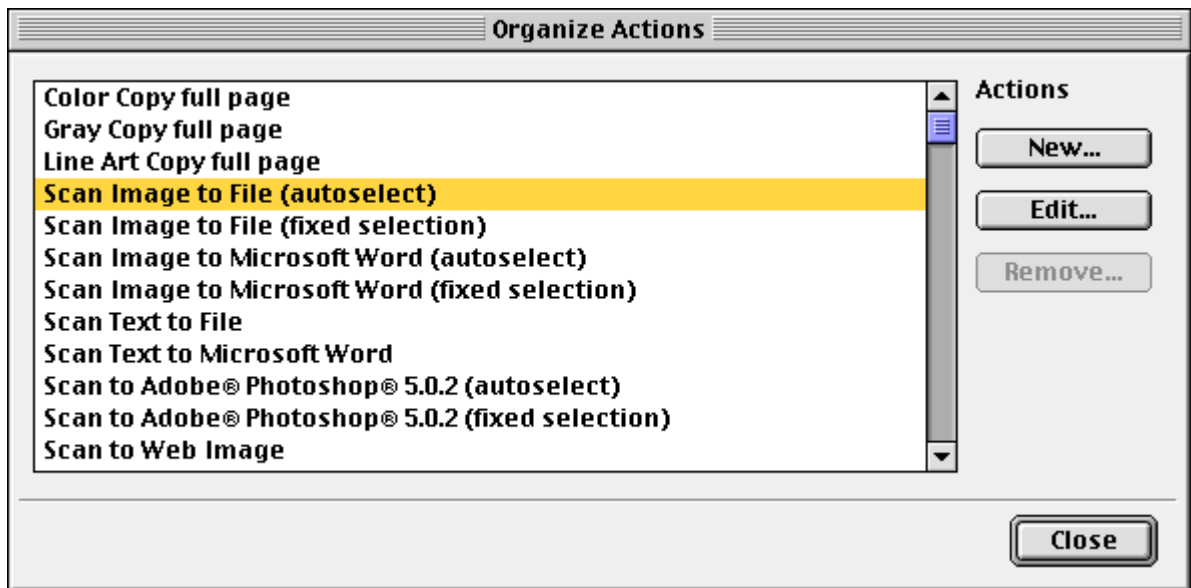 Organize Actions
Color Copy full page
Gray Copy full page
Line Art Copy full page
Scan Image to File (autoselect)
Scan Image to File (fixed selection)
Scan Image to Microsoft Word (autoselect)
Scan Image to Microsoft Word (fixed selection)
Scan Text to File
Scan Text to Microsoft Word
Scan to Adobe® Photoshop® 5.0.2 (autoselect)
Scan to Adobe® Photoshop® 5.0.2 (fixed selection)
Scan to Web Image
Actions
New...
Edit...
Remove...
Close